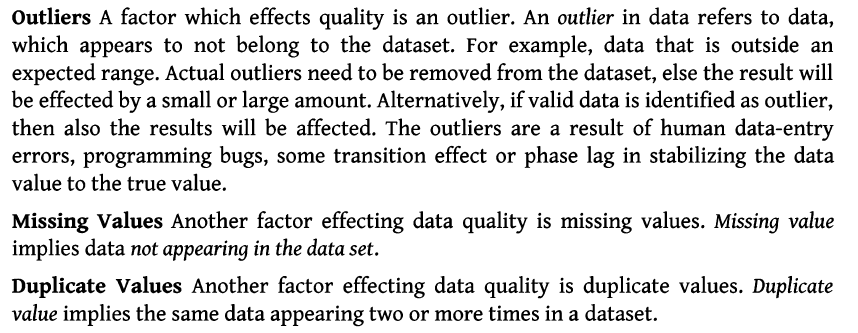 Outliers A factor which effects quality is an outlier. An outlier in data refers to data,
which appears to not belong to the dataset. For example, data that is outside an
expected range. Actual outliers need to be removed from the dataset, else the result will
be effected by a small or large amount. Alternatively, if valid data is identified as outlier,
then also the results will be affected. The outliers are a result of human data-entry
errors, programming bugs, some transition effect or phase lag in stabilizing the data
value to the true value.
Missing Values Another factor effecting data quality is missing values. Missing value
implies data not appearing in the data set.
Duplicate Values Another factor effecting data quality is duplicate values. Duplicate
value implies the same data appearing two or more times in a dataset.